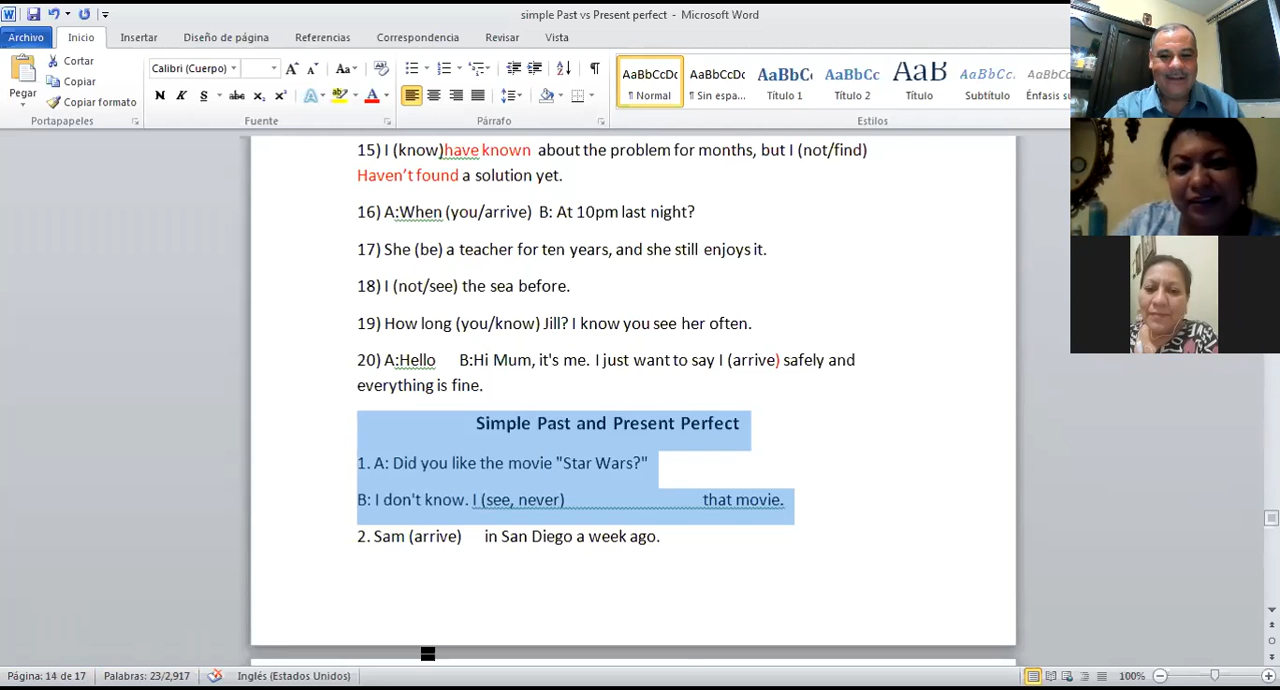 simple Past vs Present perfect - Microsoft Word
Archivo Inicio Insertar Diseño de página Referencias Correspondencia Revisar Vista
Pegar
Cortar
Copiar
Copiar formato
Portapapeles
Calibri (Cuerpo)
Fuente
Párrafo
AaBbCcDc AaBbCcDc AaBbC AaBbCc AaB AaBbCc. AaBbCc
¶ Normal ¶ Sin espa... Título 1 Título 2 Título Subtítulo Énfasis
Estilos
15) I (know)have known about the problem for months, but I (not/find)
Haven't found a solution yet.
16) A:When (you/arrive) B: At 10pm last night?
17) She (be) a teacher for ten years, and she still enjoys it.
18) I (not/see) the sea before.
19) How long (you/know) Jill? I know you see her often.
20) A:Hello B:Hi Mum, it's me. I just want to say I (arrive) safely and
everything is fine.
Simple Past and Present Perfect
1. A: Did you like the movie "Star Wars?"
B: I don't know. I (see, never) that movie.
2. Sam (arrive) in San Diego a week ago.
Página: 14 de 17 Palabras: 23/2,917 Inglés (Estados Unidos) 100%